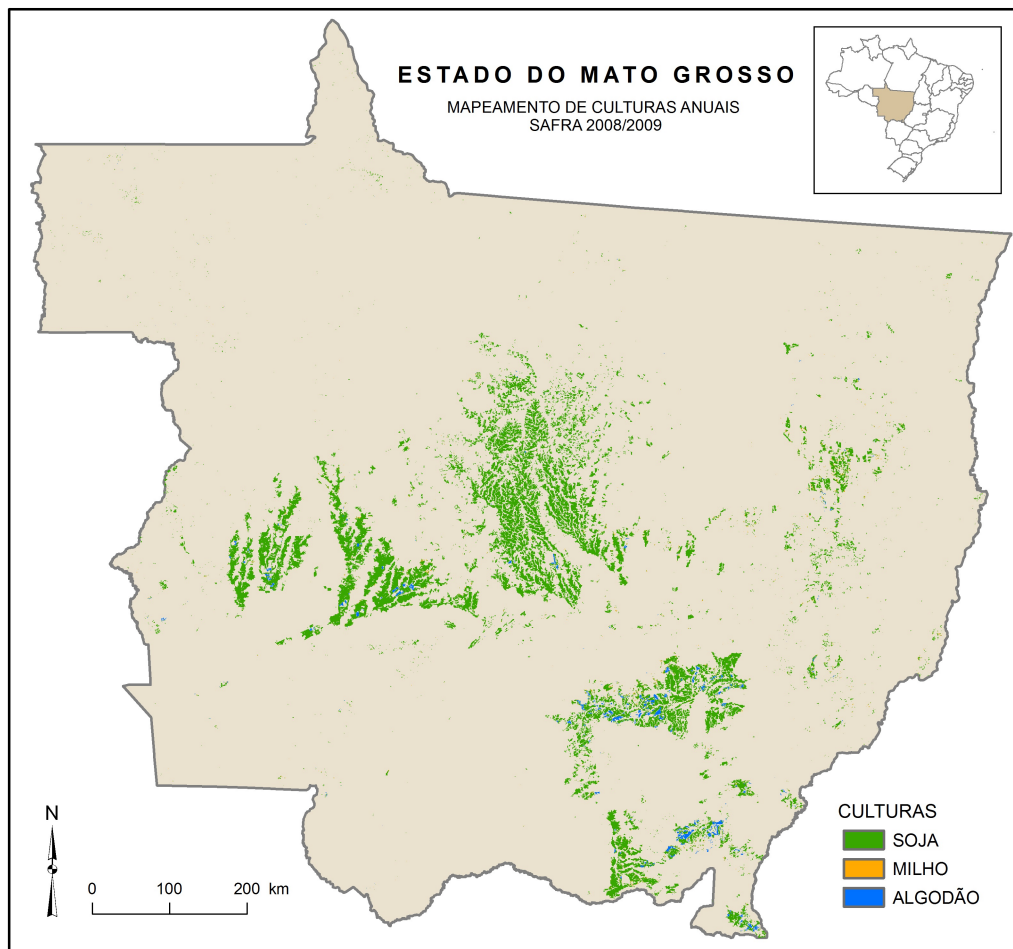 ESTADO DO MATO GROSSO
MAPEAMENTO DE CULTURAS ANUAIS
SAFRA 2008/2009
N
0 100 200 km
CULTURAS
SOJA
MILHO
ALGODÃO